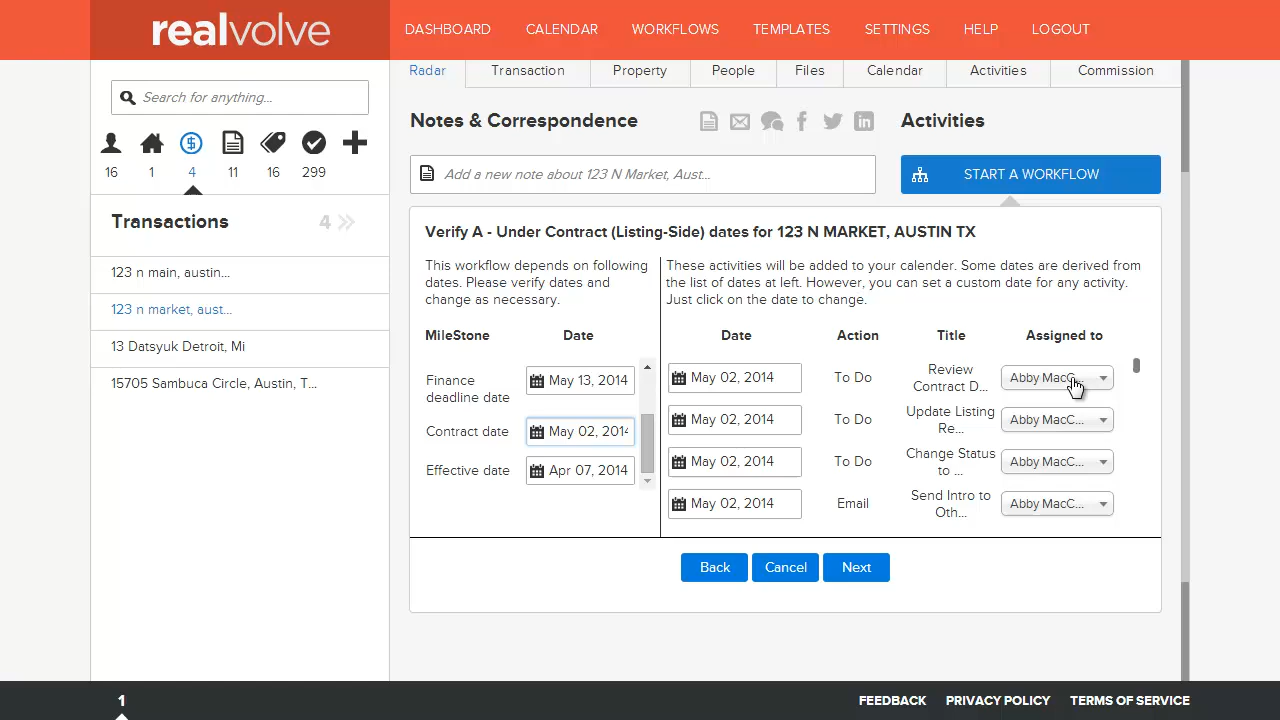 realvolve
DASHBOARD CALENDAR WORKFLOWS TEMPLATES SETTINGS HELP LOGOUT
Search for anything...
16 1 4 11 16 299
Transactions 4
123 n main, austin...
123 n market, aust...
13 Datsyuk Detroit, Mi
15705 Sambuca Circle, Austin, T...
Radar Transaction Property People Files Calendar Activities Commission
Notes & Correspondence
Activities
Add a new note about 123 N Market, Aust...
START A WORKFLOW
Verify A - Under Contract (Listing-Side) dates for 123 N MARKET, AUSTIN TX
This workflow depends on following
dates. Please verify dates and
change as necessary.
MileStone Date
Finance
deadline date
May 13, 2014
Contract date May 02, 2014
Effective date Apr 07, 2014
These activities will be added to your calender. Some dates are derived from
the list of dates at left. However, you can set a custom date for any activity.
Just click on the date to change.
Date Action Title Assigned to
May 02, 2014 To Do Review
Contract D... Abby MacC...
May 02, 2014 To Do Update Listing
Re... Abby MacC...
May 02, 2014 To Do Change Status
to ... Abby MacC...
May 02, 2014 Email Send Intro to
Oth... Abby MacC...
Back Cancel Next
1
FEEDBACK PRIVACY POLICY TERMS OF SERVICE